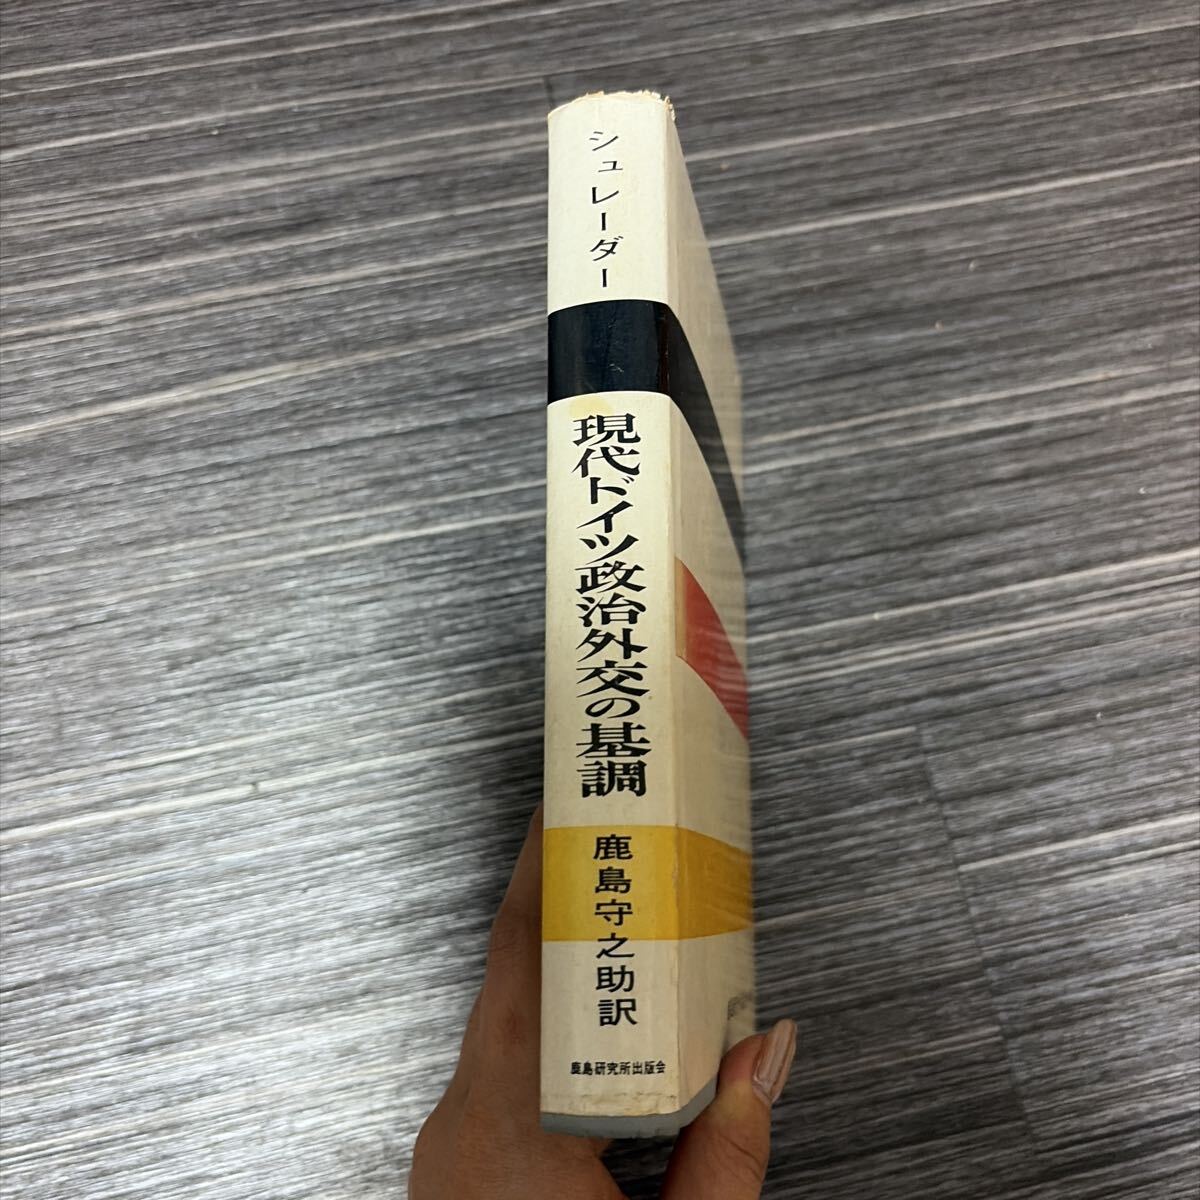 シュレーダー
現代ドイツ政治外交の基調
鹿島守之助訳
鹿島研究所出版会